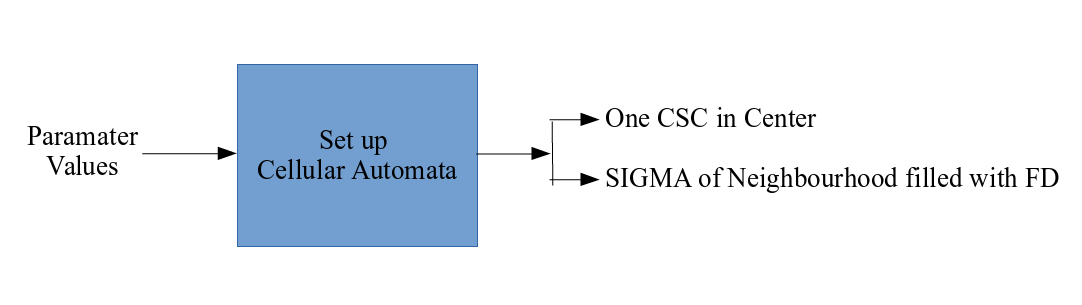 Paramater
Values
Set up
Cellular Automata
One CSC in Center
SIGMA of Neighbourhood filled with FD